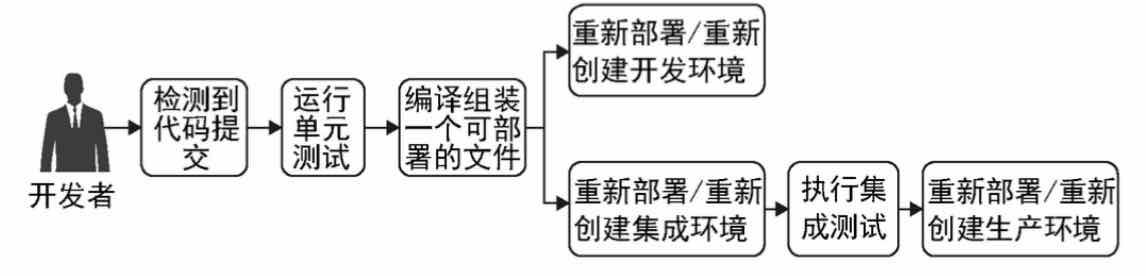 开发者
检测到
代码提
交
运行
单元
测试
编译组装
一个可部
署的文件
重新部署/重新
创建开发环境
重新部署/重新
创建集成环境
执行集
成测试
重新部署/重新
创建生产环境